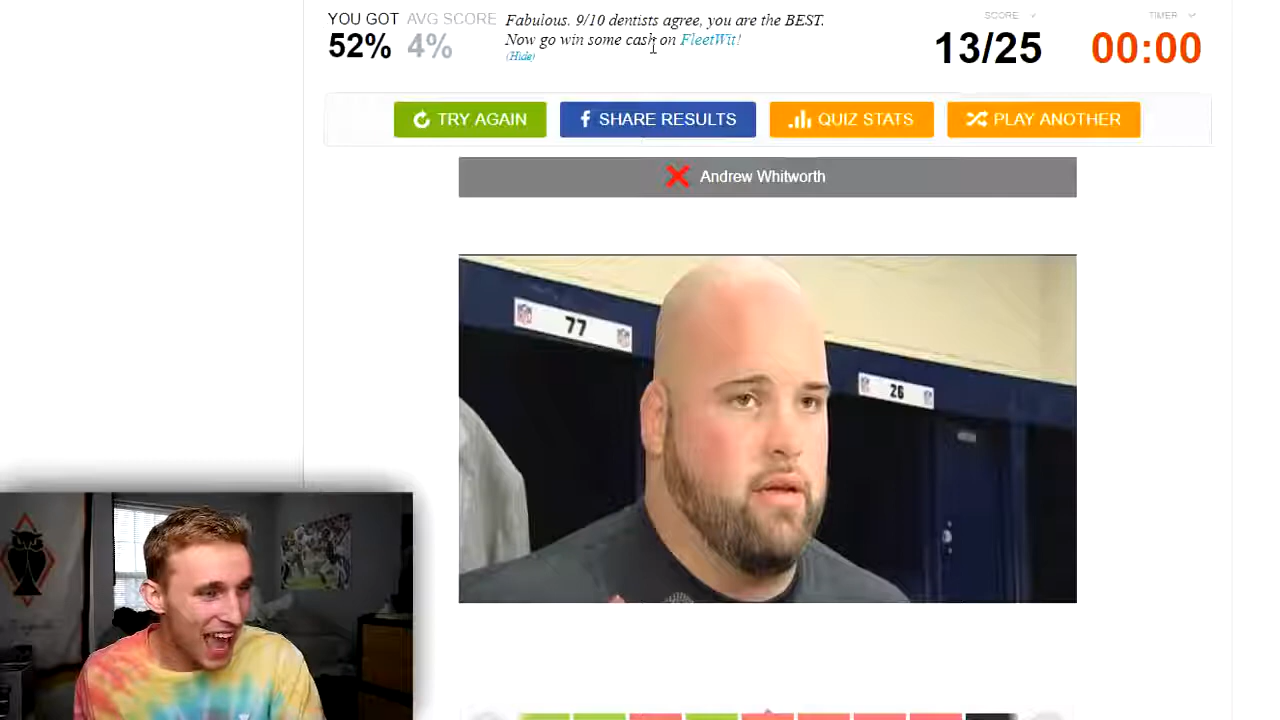 YOU GOT
52%
AVG SCORE
4%
Fabulous. 9/10 dentists agree, you are the BEST.
Now go win some cash on FleetWit!
(Hide)
SCORE
13/25
TIMER
00:00
TRY AGAIN
SHARE RESULTS
QUIZ STATS
PLAY ANOTHER
Andrew Whitworth
77
26